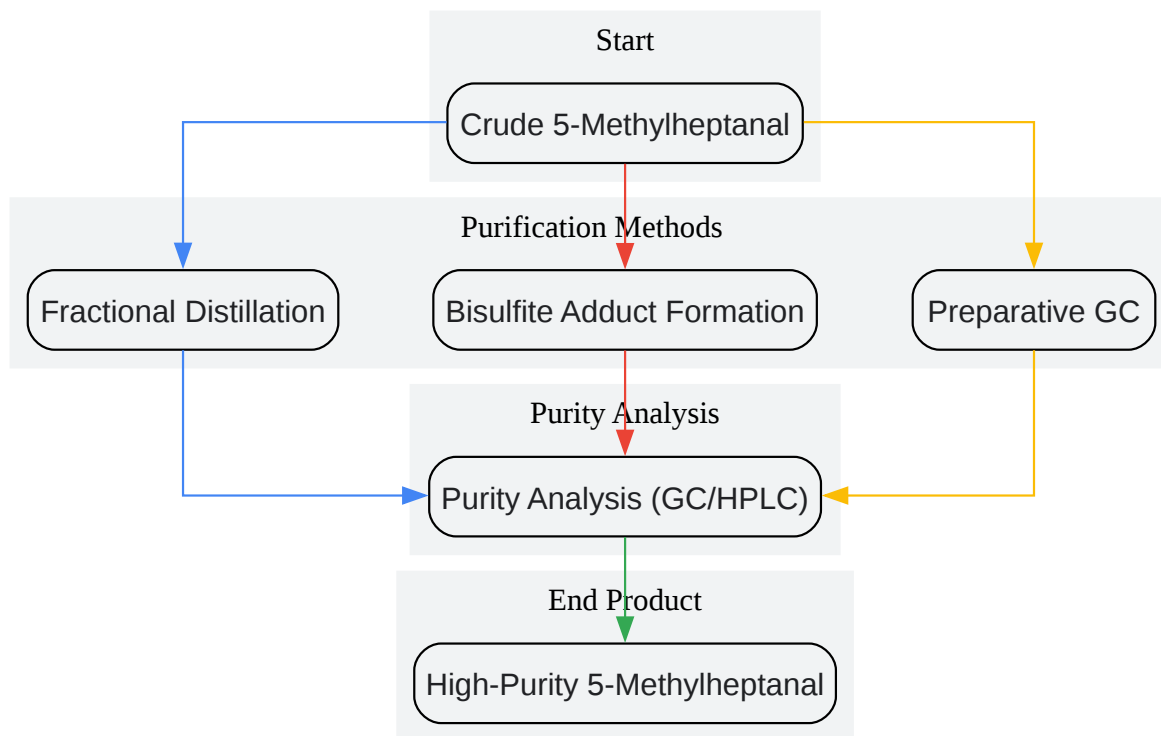 Start
Crude 5-Methylheptanal
Purification Methods
Fractional Distillation
Bisulfite Adduct Formation
Preparative GC
Purity Analysis
Purity Analysis (GC/HPLC)
End Product
High-Purity 5-Methylheptanal